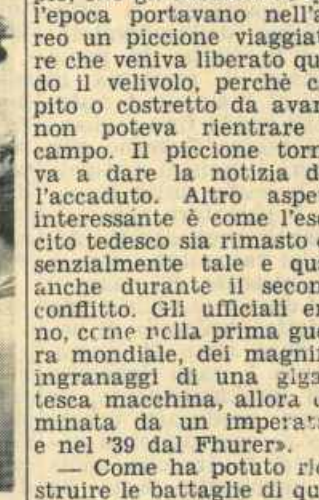 l'epoca portavano nell'a
reo un piccione viaggiat
re che veniva liberato qu
do il velivolo, perchè c
pito o costretto da avar
non poteva rientrare
campo. Il piccione torn
va a dare la notizia d
l'accaduto. Altro aspe
interessante è come l'ese
cito tedesco sia rimasto e
senzialmente tale e qua
anche durante il secon
conflitto. Gli ufficiali er
no, come nella prima gue
ra mondiale, dei magnif
ingranaggi di una giga
tesca macchina, allora
minata da un imperat
e nel '39 dal Fhurer».
— Come ha potuto ri
struire le battaglie di qu